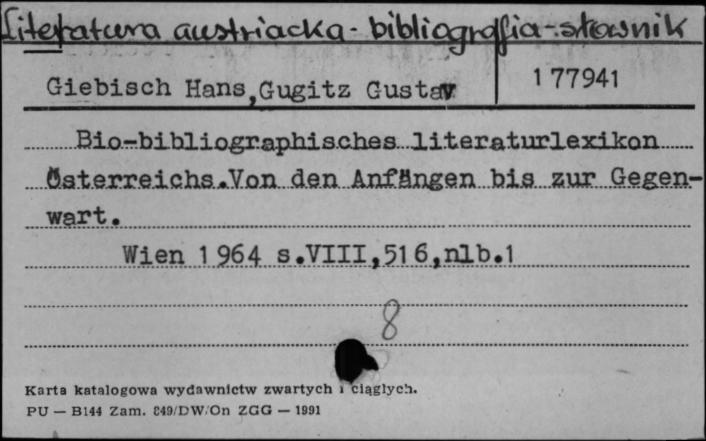 Literatura austriacka - bibliografia - słownik
Giebisch Hans, Gugitz Gustav
177941
Bio-bibliographisches literaturlexikon
Österreichs. Von den Anfängen bis zur Gegen-
wart.
Wien 1964 s. VIII, 516, nlb. 1
8
Karta katalogowa wydawnictw zwartych i ciągłych.
PU — B144 Zam. 849/DW/On ZGG — 1991